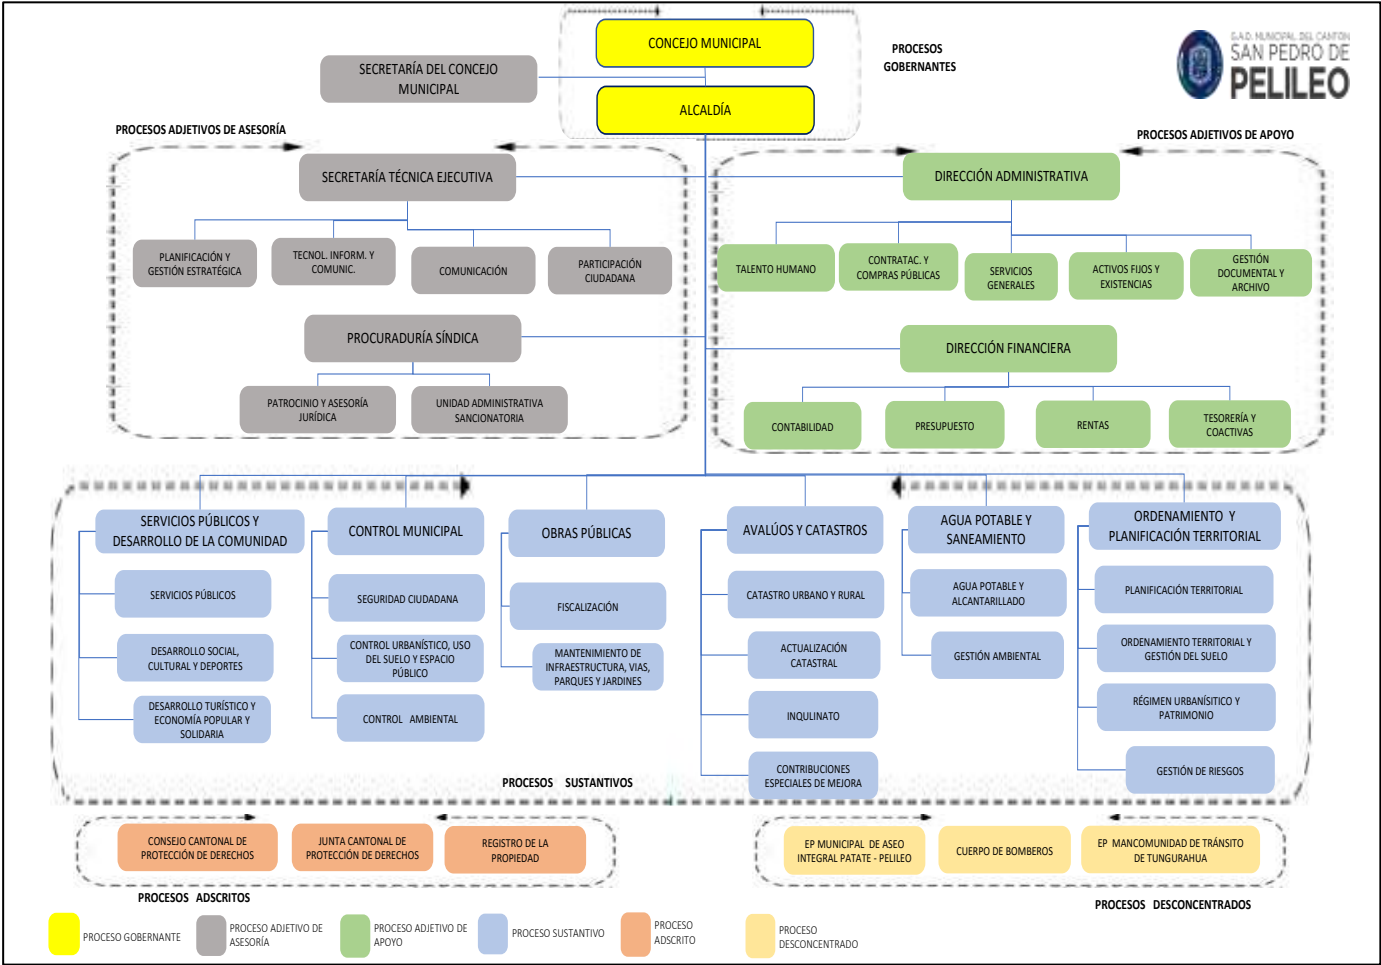 CONCEJO MUNICIPAL
PROCESOS
GOBERNANTES
G.A.D. MUNICIPAL DEL CANTÓN
SAN PEDRO DE
PELILEO
SECRETARÍA DEL CONCEJO
MUNICIPAL
ALCALDÍA
PROCESOS ADJETIVOS DE ASESORÍA
PROCESOS ADJETIVOS DE APOYO
SECRETARÍA TÉCNICA EJECUTIVA
DIRECCIÓN ADMINISTRATIVA
PLANIFICACIÓN Y
GESTIÓN ESTRATÉGICA
TECNOL. INFORM. Y
COMUNIC.
COMUNICACIÓN
PARTICIPACIÓN
CIUDADANA
TALENTO HUMANO
CONTRATAC. Y
COMPRAS PÚBLICAS
SERVICIOS
GENERALES
ACTIVOS FIJOS Y
EXISTENCIAS
GESTIÓN
DOCUMENTAL Y
ARCHIVO
PROCURADURÍA SÍNDICA
DIRECCIÓN FINANCIERA
PATROCINIO Y ASESORÍA
JURÍDICA
UNIDAD ADMINISTRATIVA
SANCIONATORIA
CONTABILIDAD
PRESUPUESTO
RENTAS
TESORERÍA Y
COACTIVAS
SERVICIOS PÚBLICOS Y
DESARROLLO DE LA COMUNIDAD
CONTROL MUNICIPAL
OBRAS PÚBLICAS
AVALÚOS Y CATASTROS
AGUA POTABLE Y
SANEAMIENTO
ORDENAMIENTO Y
PLANIFICACIÓN TERRITORIAL
SERVICIOS PÚBLICOS
SEGURIDAD CIUDADANA
FISCALIZACIÓN
CATASTRO URBANO Y RURAL
AGUA POTABLE Y
ALCANTARILLADO
PLANIFICACIÓN TERRITORIAL
DESARROLLO SOCIAL,
CULTURAL Y DEPORTES
CONTROL URBANÍSTICO, USO
DEL SUELO Y ESPACIO
PÚBLICO
MANTENIMIENTO DE
INFRAESTRUCTURA, VIAS,
PARQUES Y JARDINES
ACTUALIZACIÓN
CATASTRAL
GESTIÓN AMBIENTAL
ORDENAMIENTO TERRITORIAL Y
GESTIÓN DEL SUELO
DESARROLLO TURÍSTICO Y
ECONOMÍA POPULAR Y
SOLIDARIA
CONTROL AMBIENTAL
INQULINATO
RÉGIMEN URBANÍSITICO Y
PATRIMONIO
CONTRIBUCIONES
ESPECIALES DE MEJORA
GESTIÓN DE RIESGOS
PROCESOS SUSTANTIVOS
CONSEJO CANTONAL DE
PROTECCIÓN DE DERECHOS
JUNTA CANTONAL DE
PROTECCIÓN DE DERECHOS
REGISTRO DE LA
PROPIEDAD
EP MUNICIPAL DE ASEO
INTEGRAL PATATE - PELILEO
CUERPO DE BOMBEROS
EP MANCOMUNIDAD DE TRÁNSITO
DE TUNGURAHUA
PROCESOS ADSCRITOS
PROCESOS DESCONCENTRADOS
PROCESO GOBERNANTE
PROCESO ADJETIVO DE
ASESORÍA
PROCESO ADJETIVO DE
APOYO
PROCESO SUSTANTIVO
PROCESO
ADSCRITO
PROCESO
DESCONCENTRADO